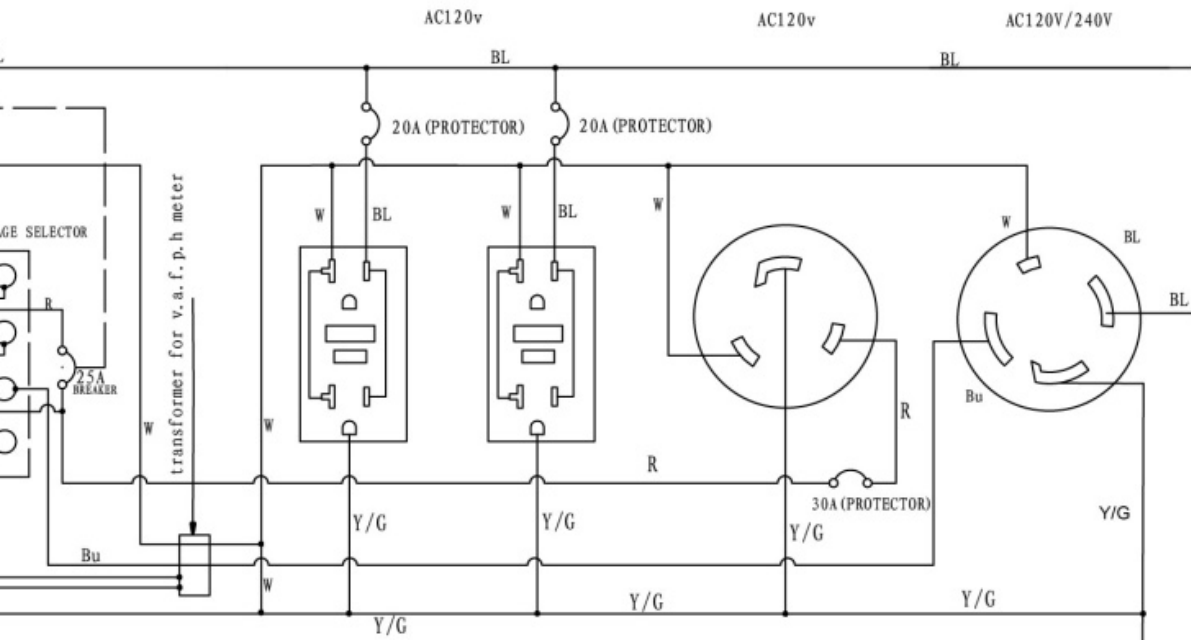 AC120v
AC120v
AC120V/240V
BL
BL
20A(PROTECTOR)
20A(PROTECTOR)
W
BL
W
BL
W
W
BL
AGE SELECTOR
transformer for v.a.f.p.h meter
R
BL
25A
BREAKER
Bu
W
W
R
R
30A(PROTECTOR)
Y/G
Y/G
Y/G
Y/G
Bu
W
Y/G
Y/G
Y/G